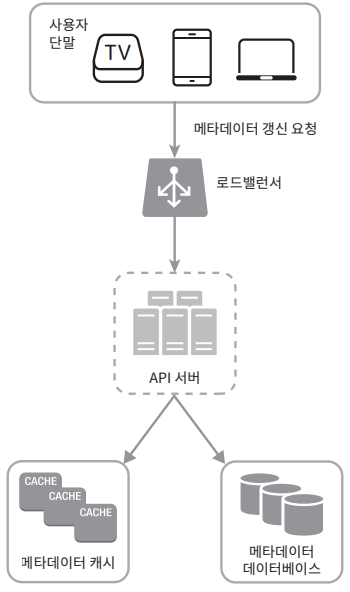 사용자
단말
TV
메타데이터 갱신 요청
로드밸런서
API 서버
CACHE
CACHE
CACHE
메타데이터 캐시
메타데이터
데이터베이스